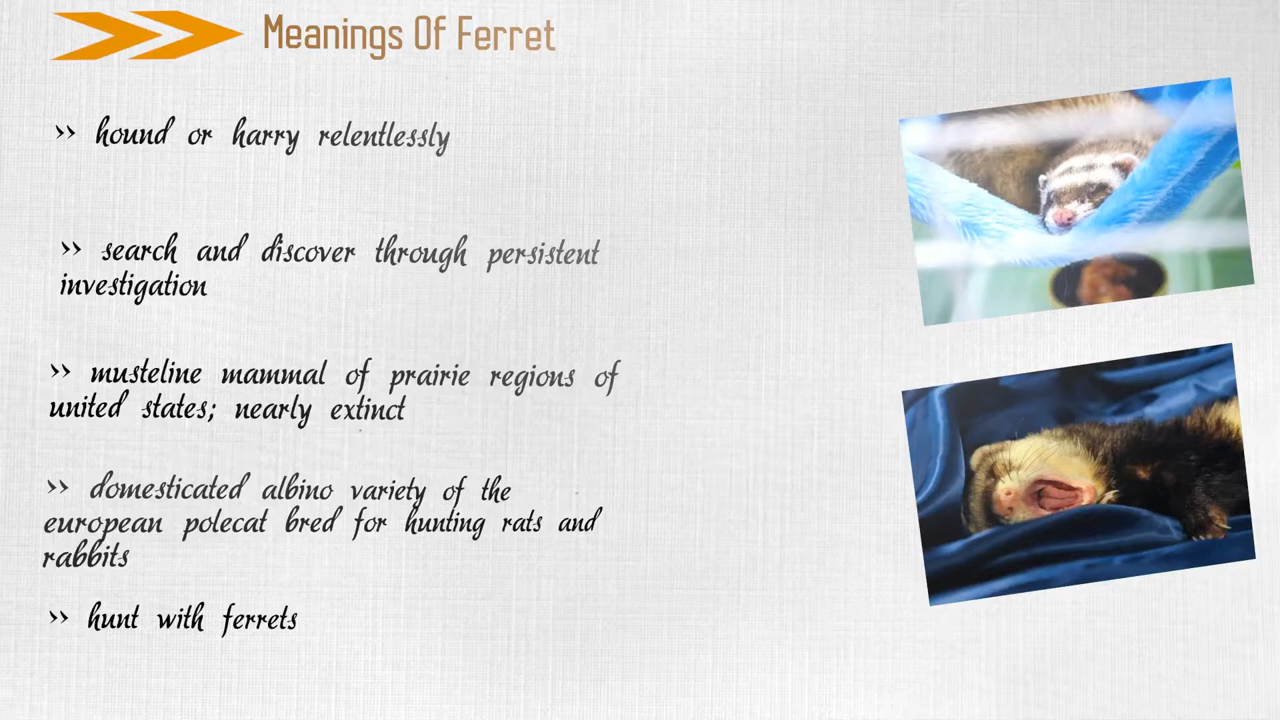 Meanings Of Ferret
›› hound or harry relentlessly
›› search and discover through persistent
investigation
›› musteline mammal of prairie regions of
united states; nearly extinct
›› domesticated albino variety of the
european polecat bred for hunting rats and
rabbits
›› hunt with ferrets